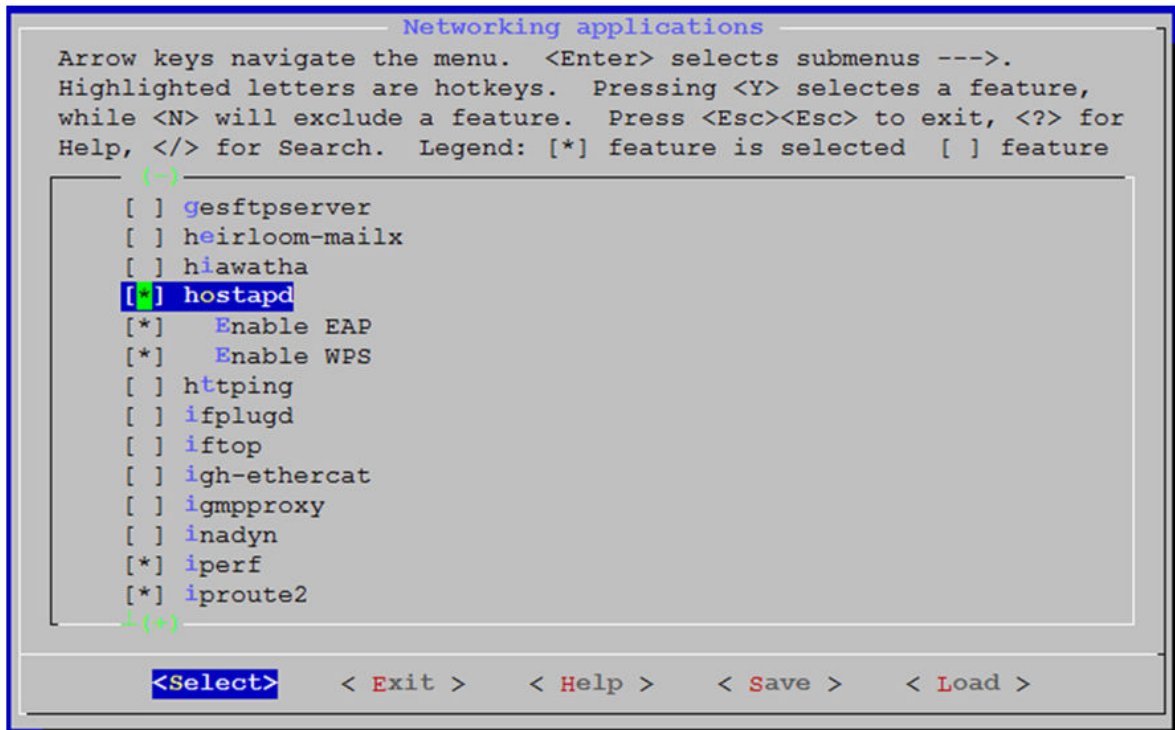 Networking applications
Arrow keys navigate the menu.  <Enter> selects submenus --->.
Highlighted letters are hotkeys.  Pressing <Y> selectes a feature,
while <N> will exclude a feature.  Press <Esc><Esc> to exit, <?> for
Help, </> for Search.  Legend: [*] feature is selected  [ ] feature
(-)
[ ] gesftpserver
[ ] heirloom-mailx
[ ] hiawatha
[*] hostapd
[*]   Enable EAP
[*]   Enable WPS
[ ] httping
[ ] ifplugd
[ ] iftop
[ ] igh-ethercat
[ ] igmpproxy
[ ] inadyn
[*] iperf
[*] iproute2
(+)
<Select>    < Exit >    < Help >    < Save >    < Load >